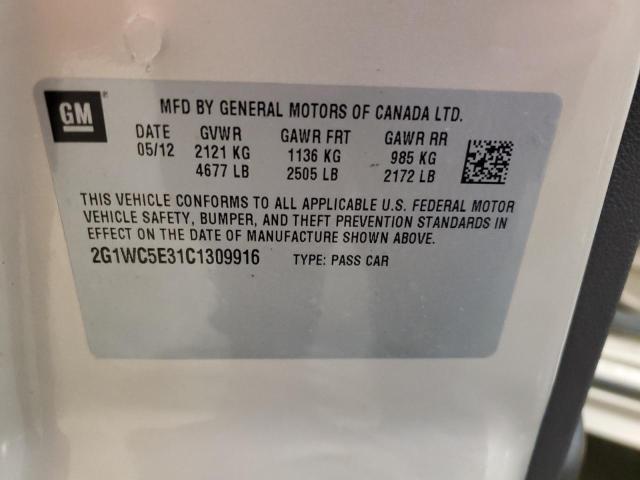 GM
MFD BY GENERAL MOTORS OF CANADA LTD.
DATE GVWR GAWR FRT GAWR RR
05/12 2121 KG 1136 KG 985 KG
4677 LB 2505 LB 2172 LB
THIS VEHICLE CONFORMS TO ALL APPLICABLE U.S. FEDERAL MOTOR
VEHICLE SAFETY, BUMPER, AND THEFT PREVENTION STANDARDS IN
EFFECT ON THE DATE OF MANUFACTURE SHOWN ABOVE.
2G1WC5E31C1309916 TYPE: PASS CAR